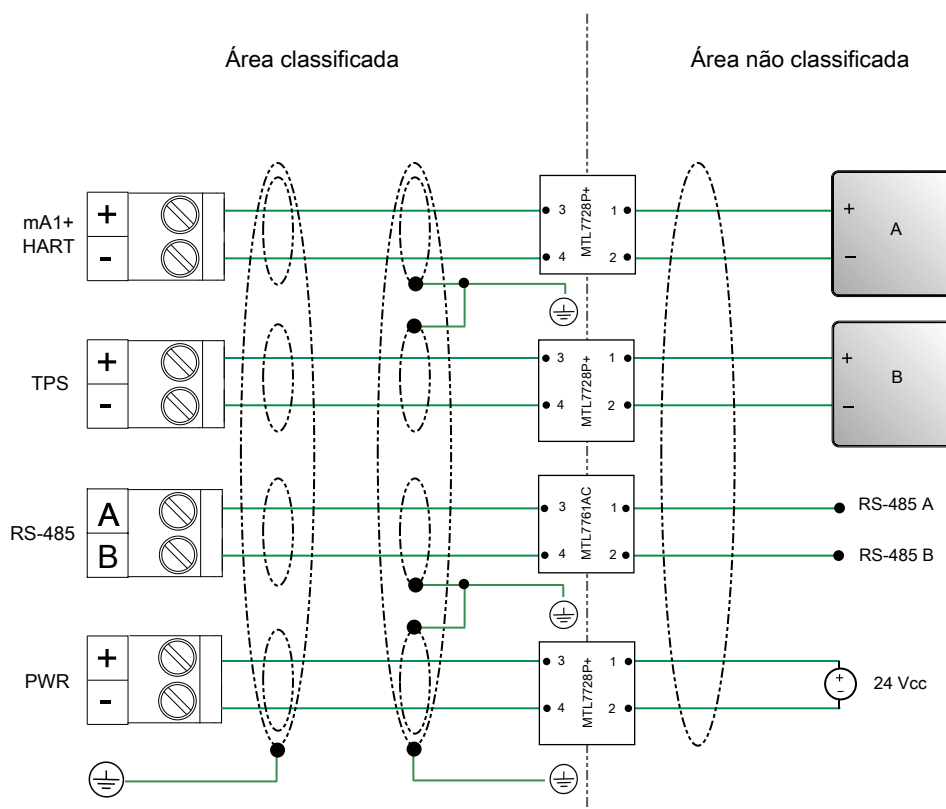 Área classificada
Área não classificada
mA1+
HART
+
-
3
4
MTL7728P+
1
2
+
−
A
TPS
+
-
3
4
MTL7728P+
1
2
+
−
B
RS-485
A
B
3
4
MTL7761AC
1
2
RS-485 A
RS-485 B
PWR
+
-
3
4
MTL7728P+
1
2
+
−
24 Vcc